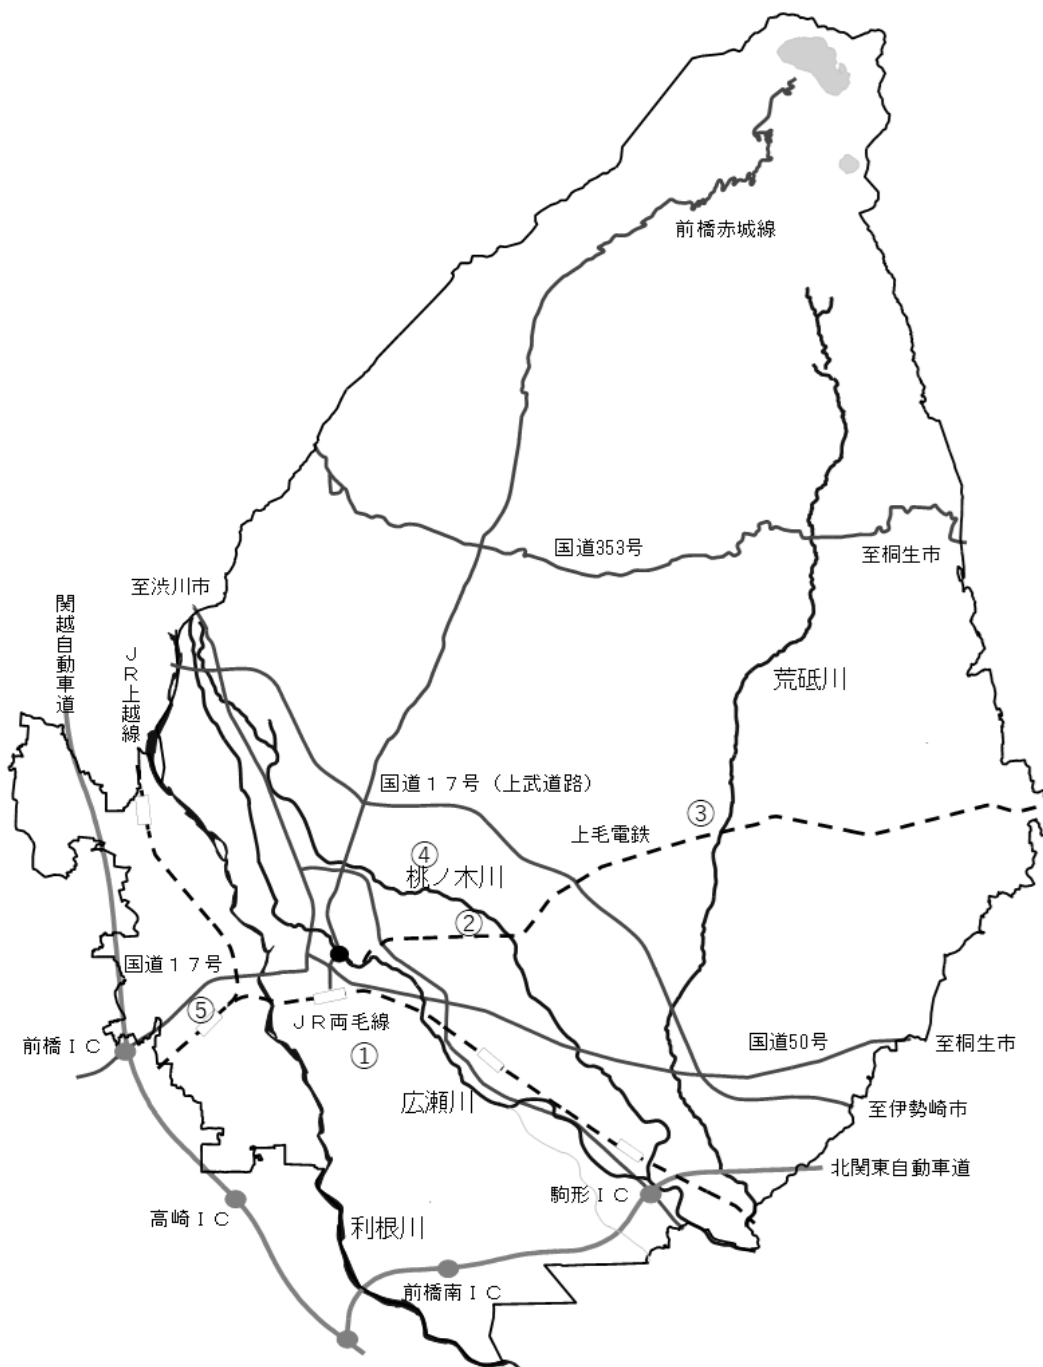 前橋赤城線
国道353号
至桐生市
至渋川市
関越自動車道
ＪＲ上越線
荒砥川
国道１７号（上武道路）
③
上毛電鉄
④
桃ノ木川
②
国道１７号
⑤
ＪＲ両毛線
①
前橋ＩＣ
国道50号
至桐生市
広瀬川
至伊勢崎市
北関東自動車道
駒形ＩＣ
高崎ＩＣ
利根川
前橋南ＩＣ